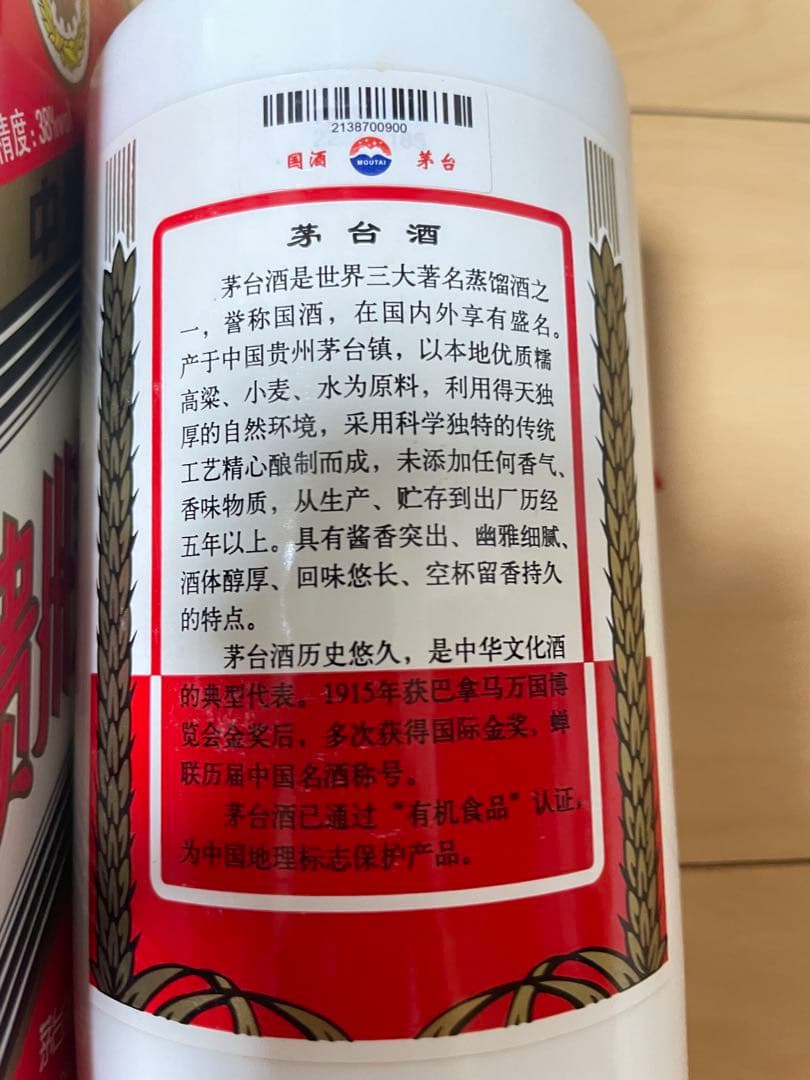 精度：38%vol
中
2138700900
国酒 MOUTAI 茅台
茅台酒
茅台酒是世界三大著名蒸馏酒之
一，誉称国酒，在国内外享有盛名。
产于中国贵州茅台镇，以本地优质糯
高粱、小麦、水为原料，利用得天独
厚的自然环境，采用科学独特的传统
工艺精心酿制而成，未添加任何香气、
香味物质，从生产、贮存到出厂历经
五年以上。具有酱香突出、幽雅细腻、
酒体醇厚、回味悠长、空杯留香持久
的特点。
茅台酒历史悠久，是中华文化酒
的典型代表。1915年获巴拿马万国博
览会金奖后，多次获得国际金奖，蝉
联历届中国名酒称号。
茅台酒已通过“有机食品”认证，
为中国地理标志保护产品。
贵州